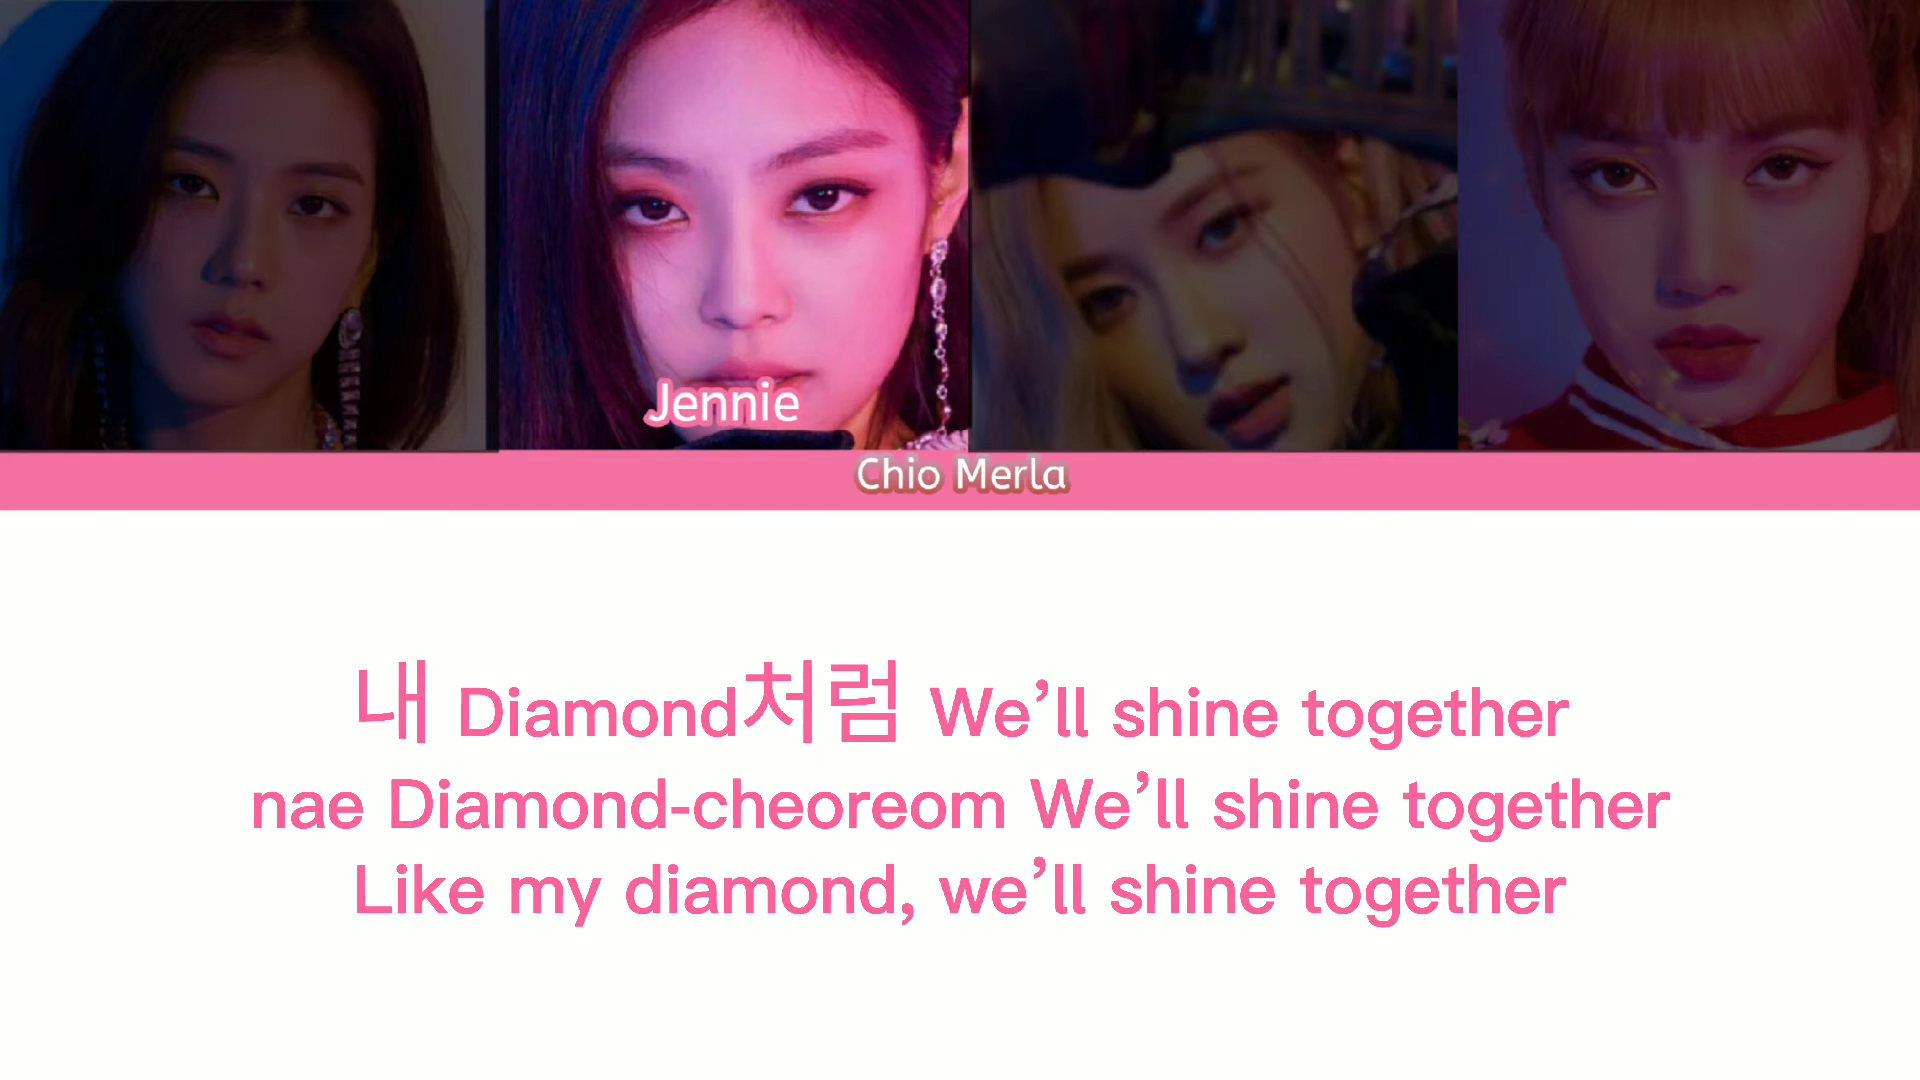 Jennie
Chio Merla
내 Diamond처럼 We’ll shine together
nae Diamond-cheoreom We’ll shine together
Like my diamond, we’ll shine together